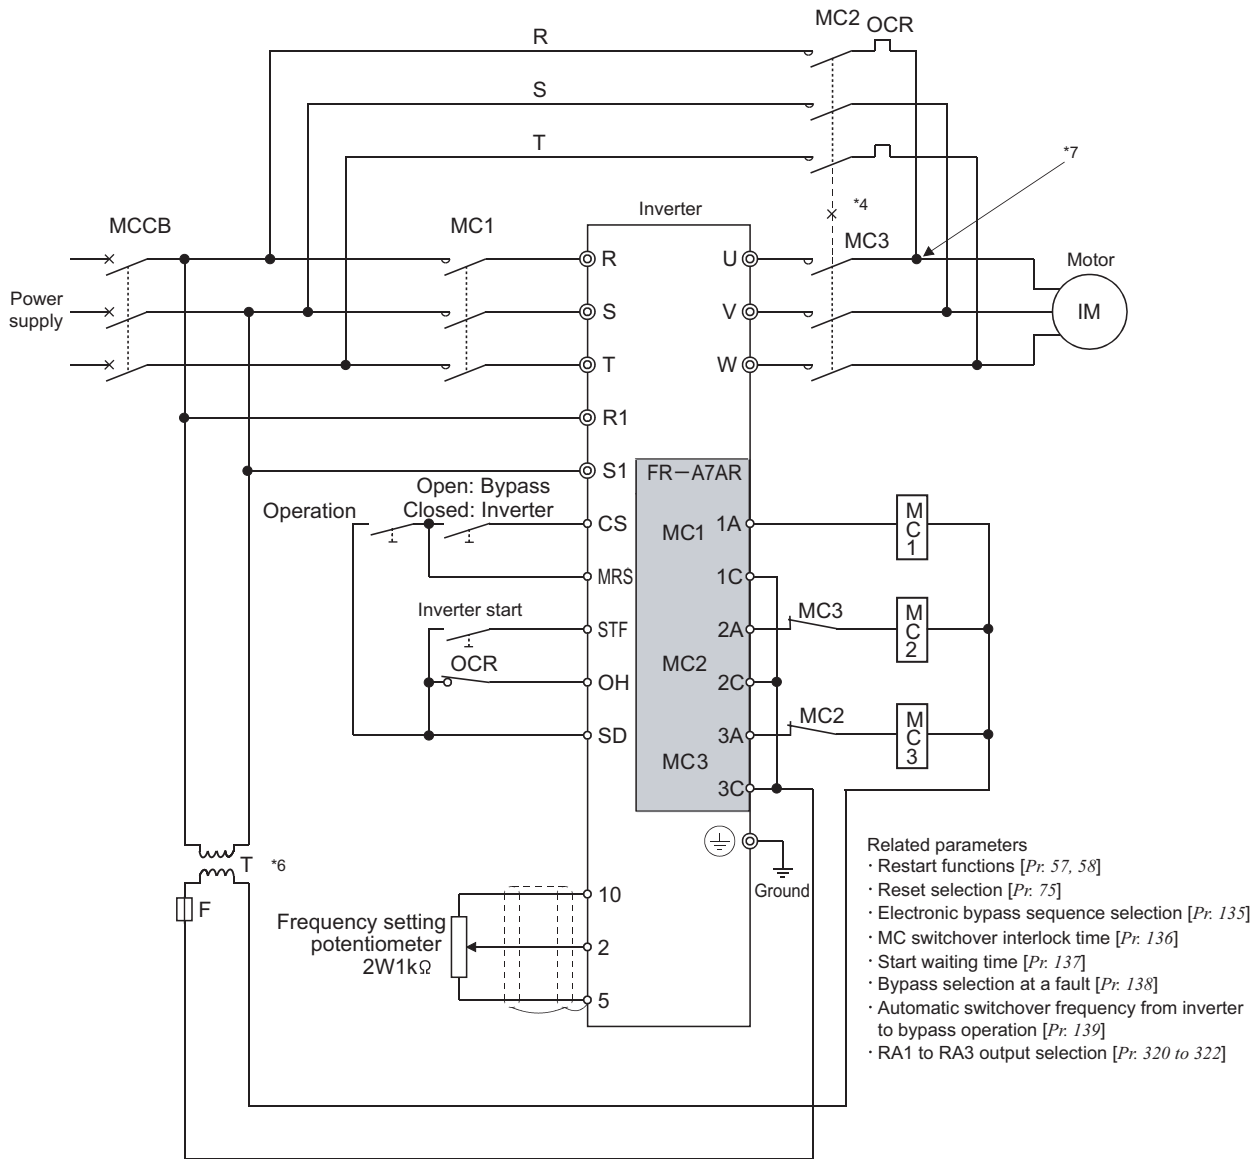 MC2
OCR
R
S
T
*7
*4
MCCB
MC1
Inverter
MC3
Motor
Power
supply
R
S
T
U
V
W
IM
R1
S1
FR-A7AR
Open: Bypass
Closed: Inverter
Operation
CS
MC1
1A
MC1
MRS
1C
Inverter start
STF
2A
MC3
MC2
OCR
OH
MC2
2C
SD
3A
MC2
MC3
MC3
3C
T
*6
F
Ground
Frequency setting
potentiometer
2W1kΩ
10
2
5
Related parameters
· Restart functions [Pr. 57, 58]
· Reset selection [Pr. 75]
· Electronic bypass sequence selection [Pr. 135]
· MC switchover interlock time [Pr. 136]
· Start waiting time [Pr. 137]
· Bypass selection at a fault [Pr. 138]
· Automatic switchover frequency from inverter
to bypass operation [Pr. 139]
· RA1 to RA3 output selection [Pr. 320 to 322]